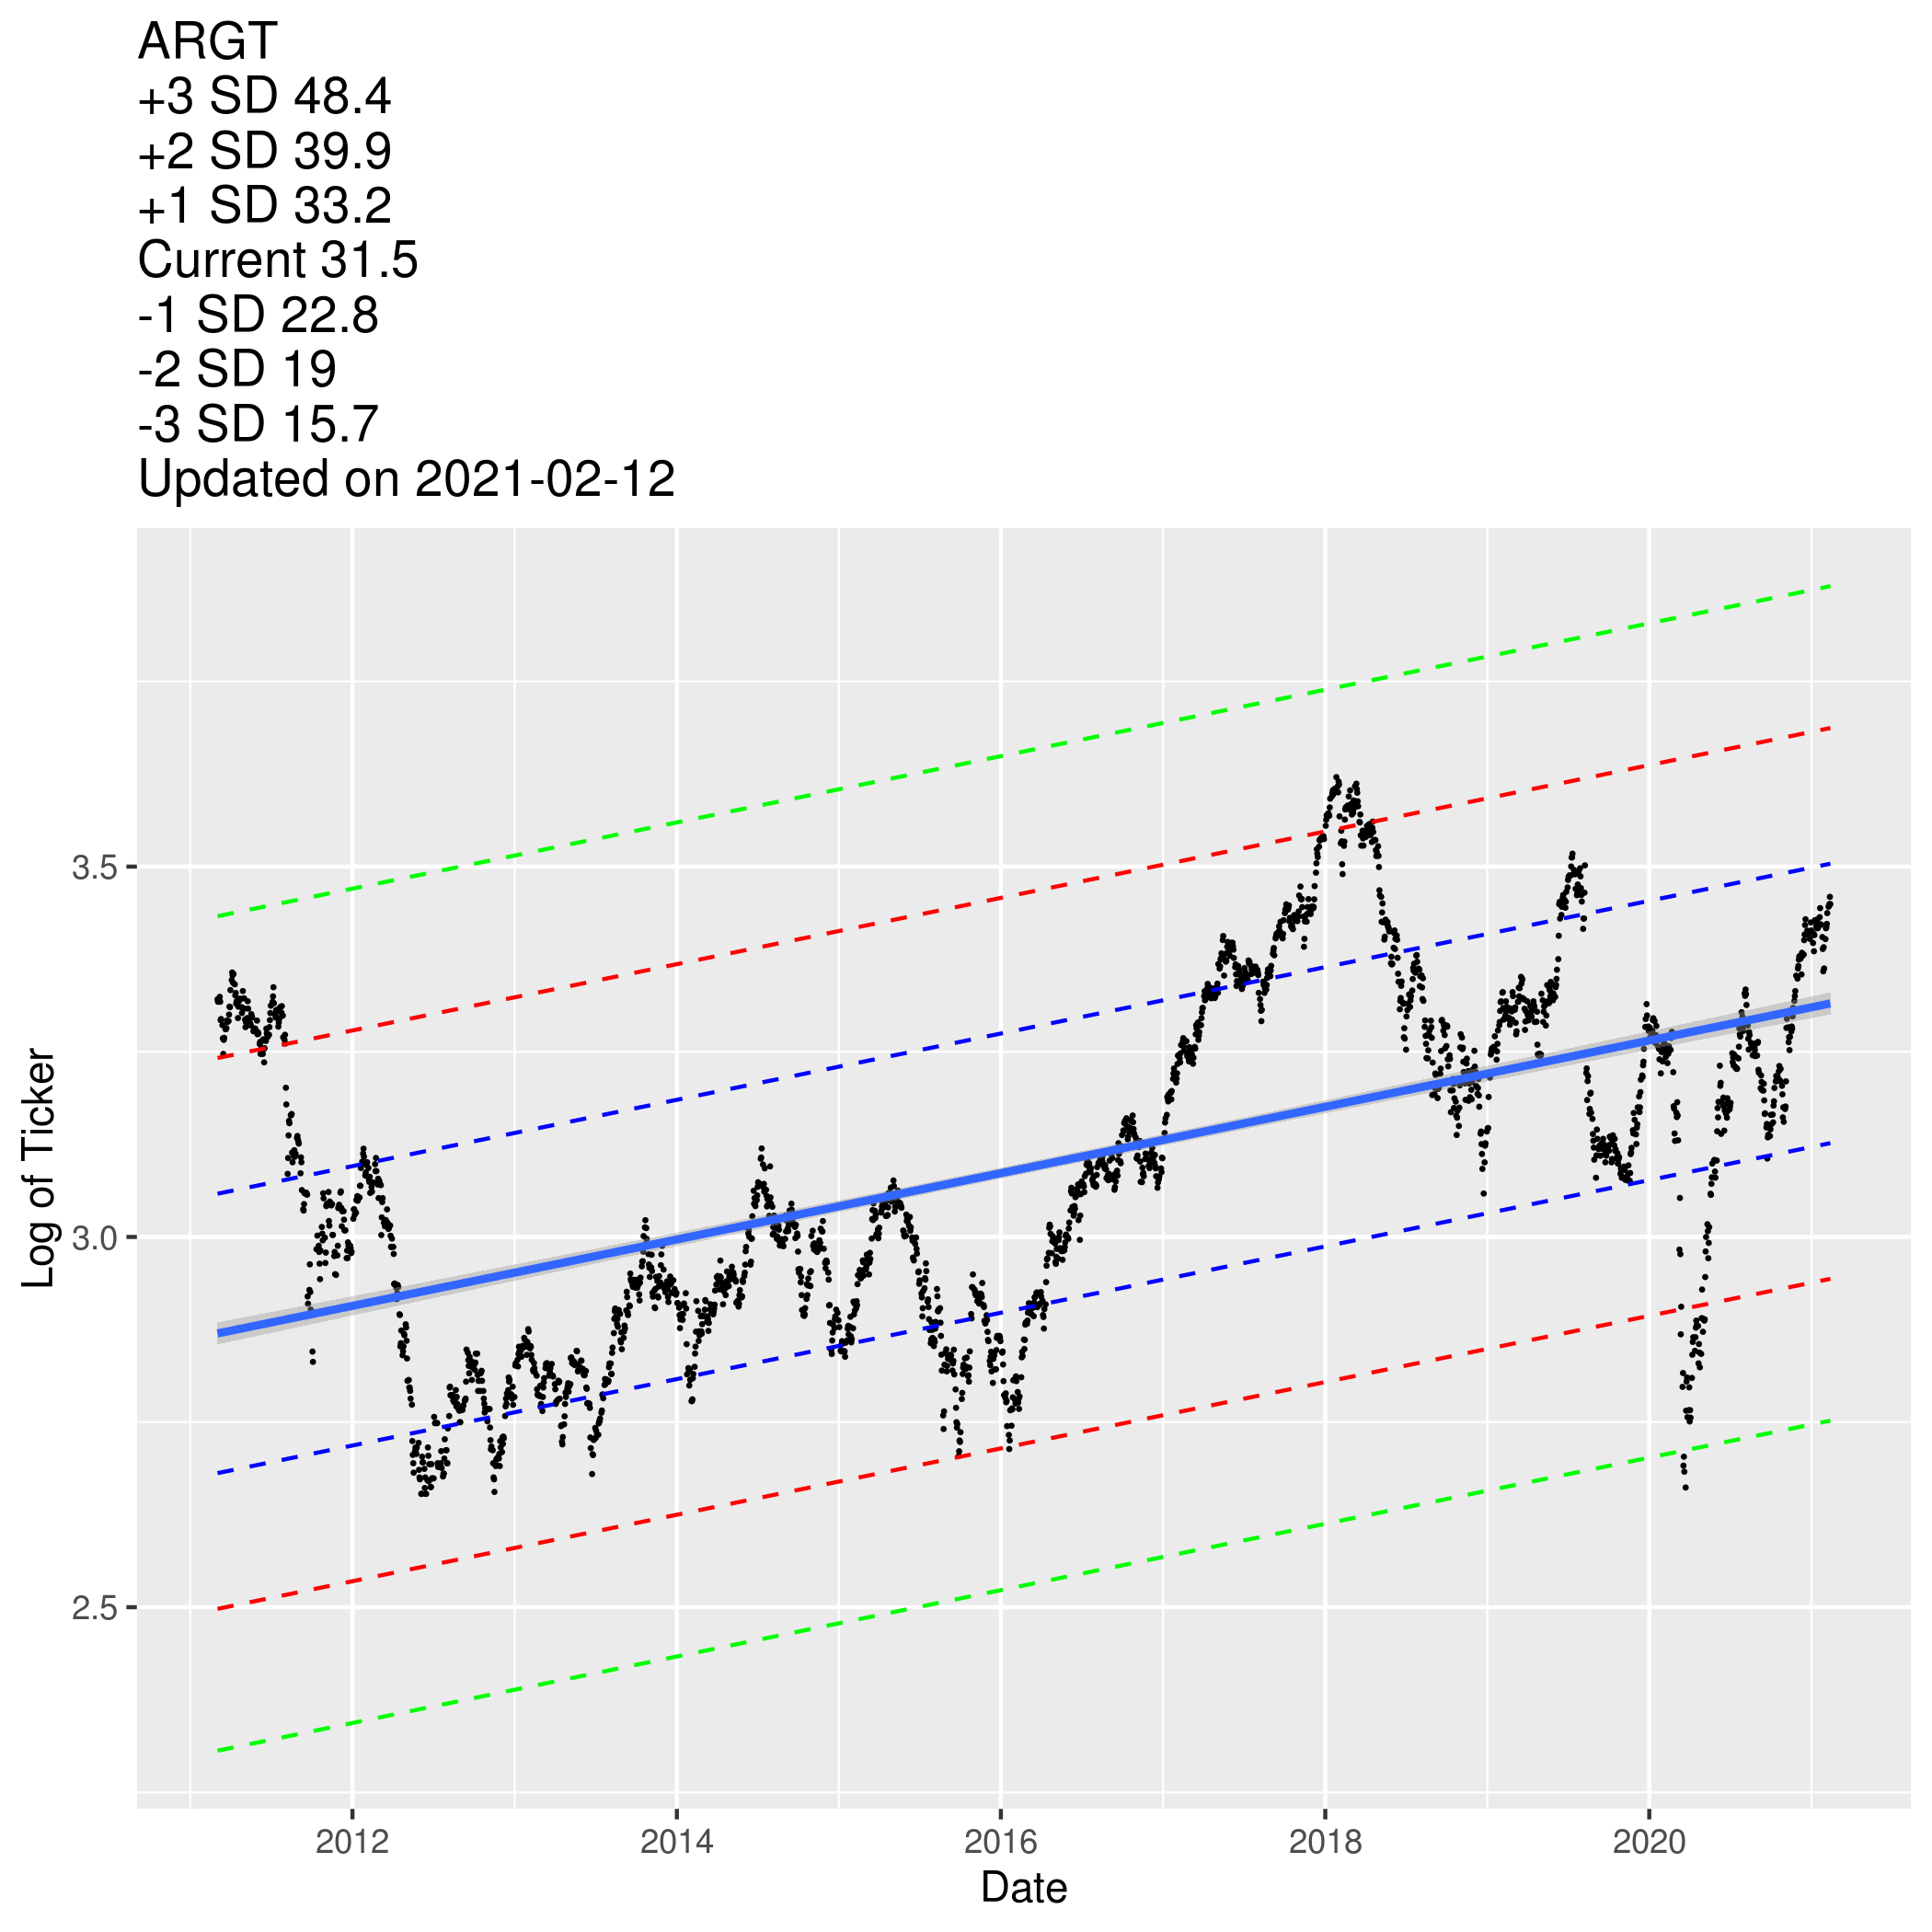 ARGT
+3 SD 48.4
+2 SD 39.9
+1 SD 33.2
Current 31.5
-1 SD 22.8
-2 SD 19
-3 SD 15.7
Updated on 2021-02-12
3.5
3.0
2.5
Log of Ticker
2012 2014 2016 2018 2020
Date